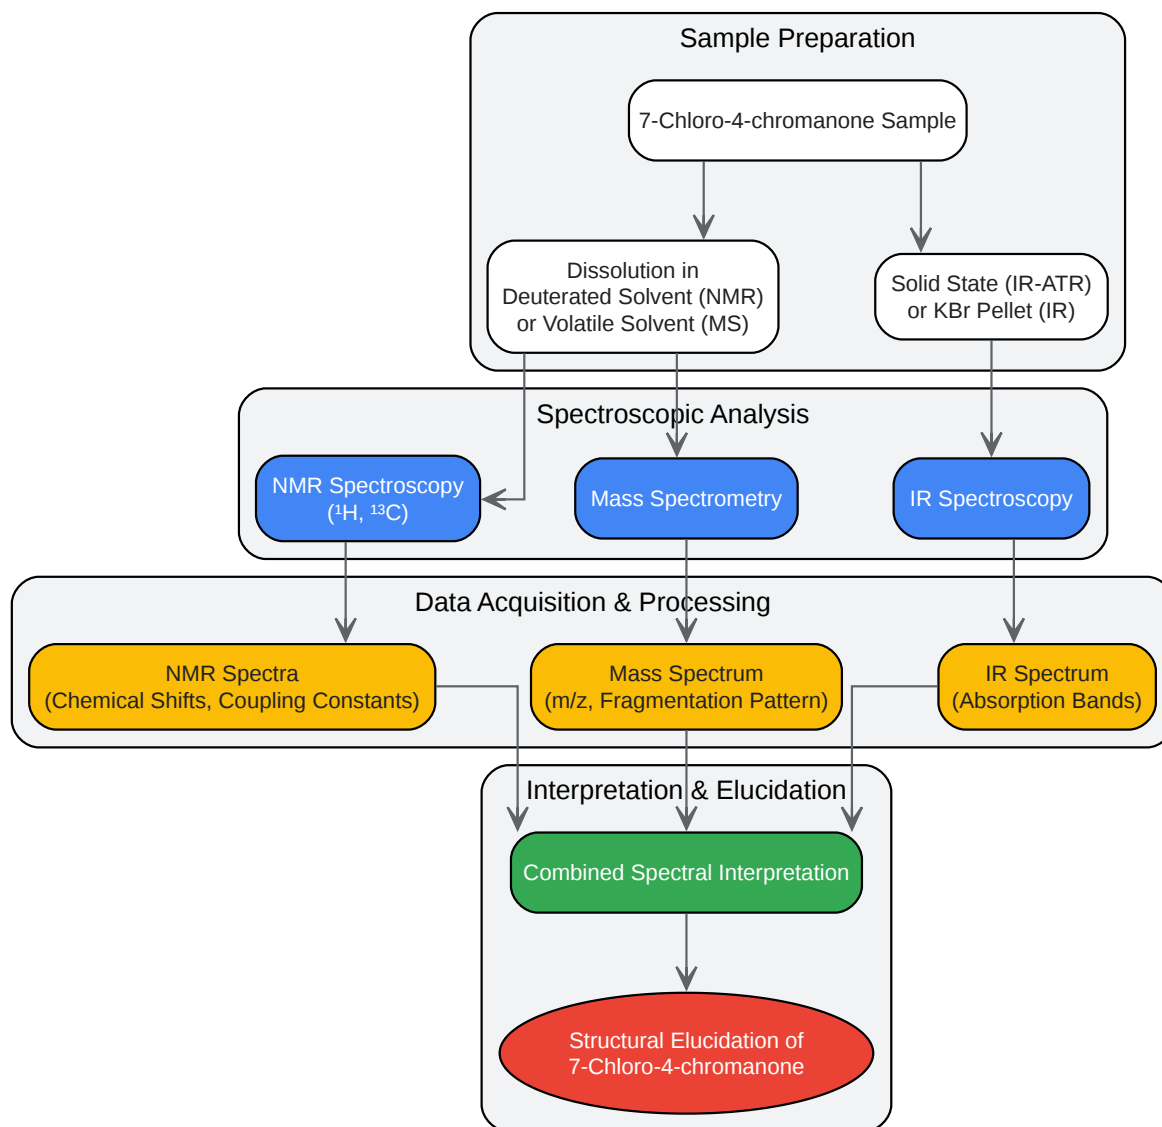 Sample Preparation
7-Chloro-4-chromanone Sample
Dissolution in
Deuterated Solvent (NMR)
or Volatile Solvent (MS)
Solid State (IR-ATR)
or KBr Pellet (IR)
Spectroscopic Analysis
NMR Spectroscopy
(¹H, ¹³C)
Mass Spectrometry
IR Spectroscopy
Data Acquisition & Processing
NMR Spectra
(Chemical Shifts, Coupling Constants)
Mass Spectrum
(m/z, Fragmentation Pattern)
IR Spectrum
(Absorption Bands)
Interpretation & Elucidation
Combined Spectral Interpretation
Structural Elucidation of
7-Chloro-4-chromanone